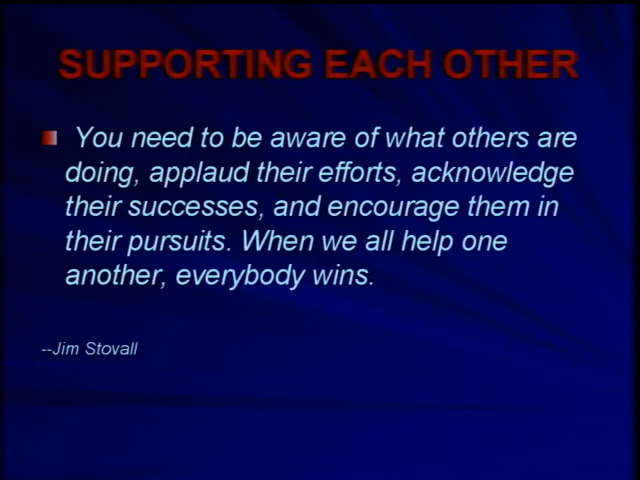 SUPPORTING EACH OTHER
You need to be aware of what others are
doing, applaud their efforts, acknowledge
their successes, and encourage them in
their pursuits. When we all help one
another, everybody wins.
--Jim Stovall